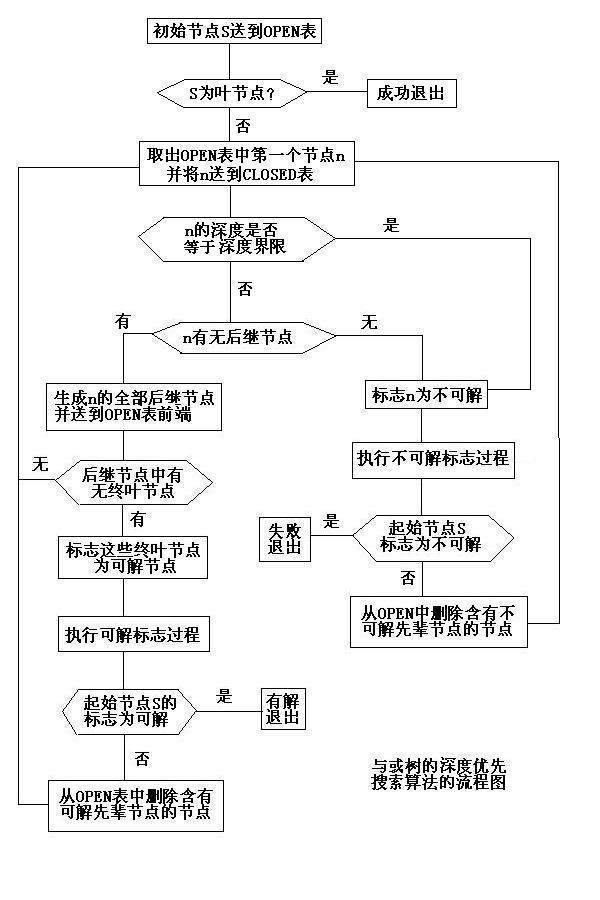 初始节点S送到OPEN表
S为叶节点?
是
成功退出
否
取出OPEN表中第一个节点n
并将n送到CLOSED表
n的深度是否
等于深度界限
是
否
n有无后继节点
有
无
生成n的全部后继节点
并送到OPEN表前端
标志n为不可解
无
后继节点中有
无终叶节点
执行不可解标志过程
有
标志这些终叶节点
为可解节点
失败
退出
是
起始节点S
标志为不可解
否
执行可解标志过程
从OPEN中删除含有不
可解先辈节点的节点
起始节点S的
标志为可解
是
有解
退出
否
从OPEN表中删除含有
可解先辈节点的节点
与或树的深度优先
搜索算法的流程图